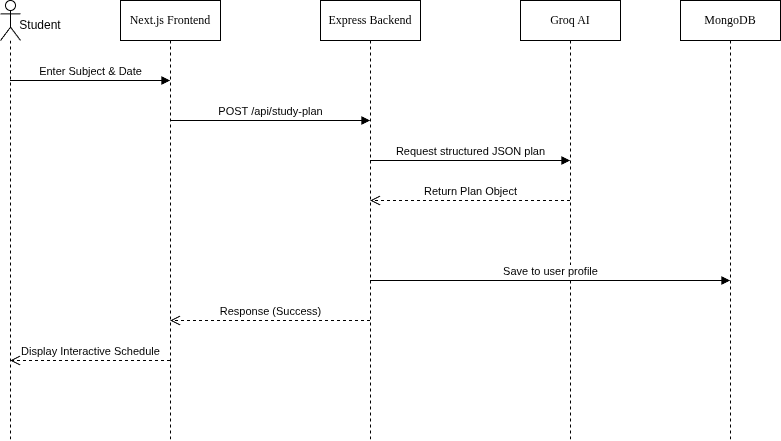 Student
Next.js Frontend
Express Backend
Groq AI
MongoDB
Enter Subject & Date
POST /api/study-plan
Request structured JSON plan
Return Plan Object
Save to user profile
Response (Success)
Display Interactive Schedule